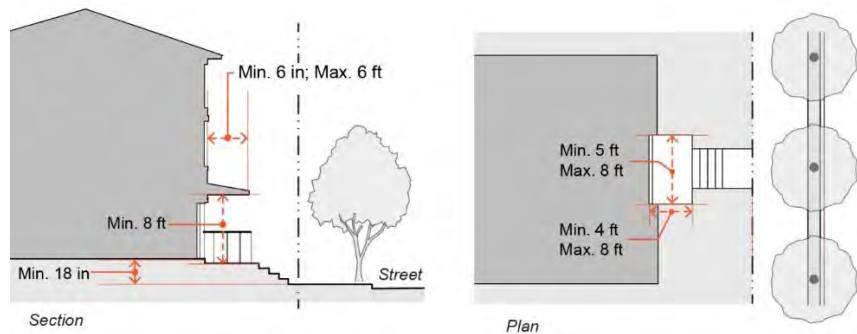 Min. 6 in; Max. 6 ft
Min. 8 ft
Min. 18 in
Street
Section
Min. 5 ft
Max. 8 ft
Min. 4 ft
Max. 8 ft
Plan